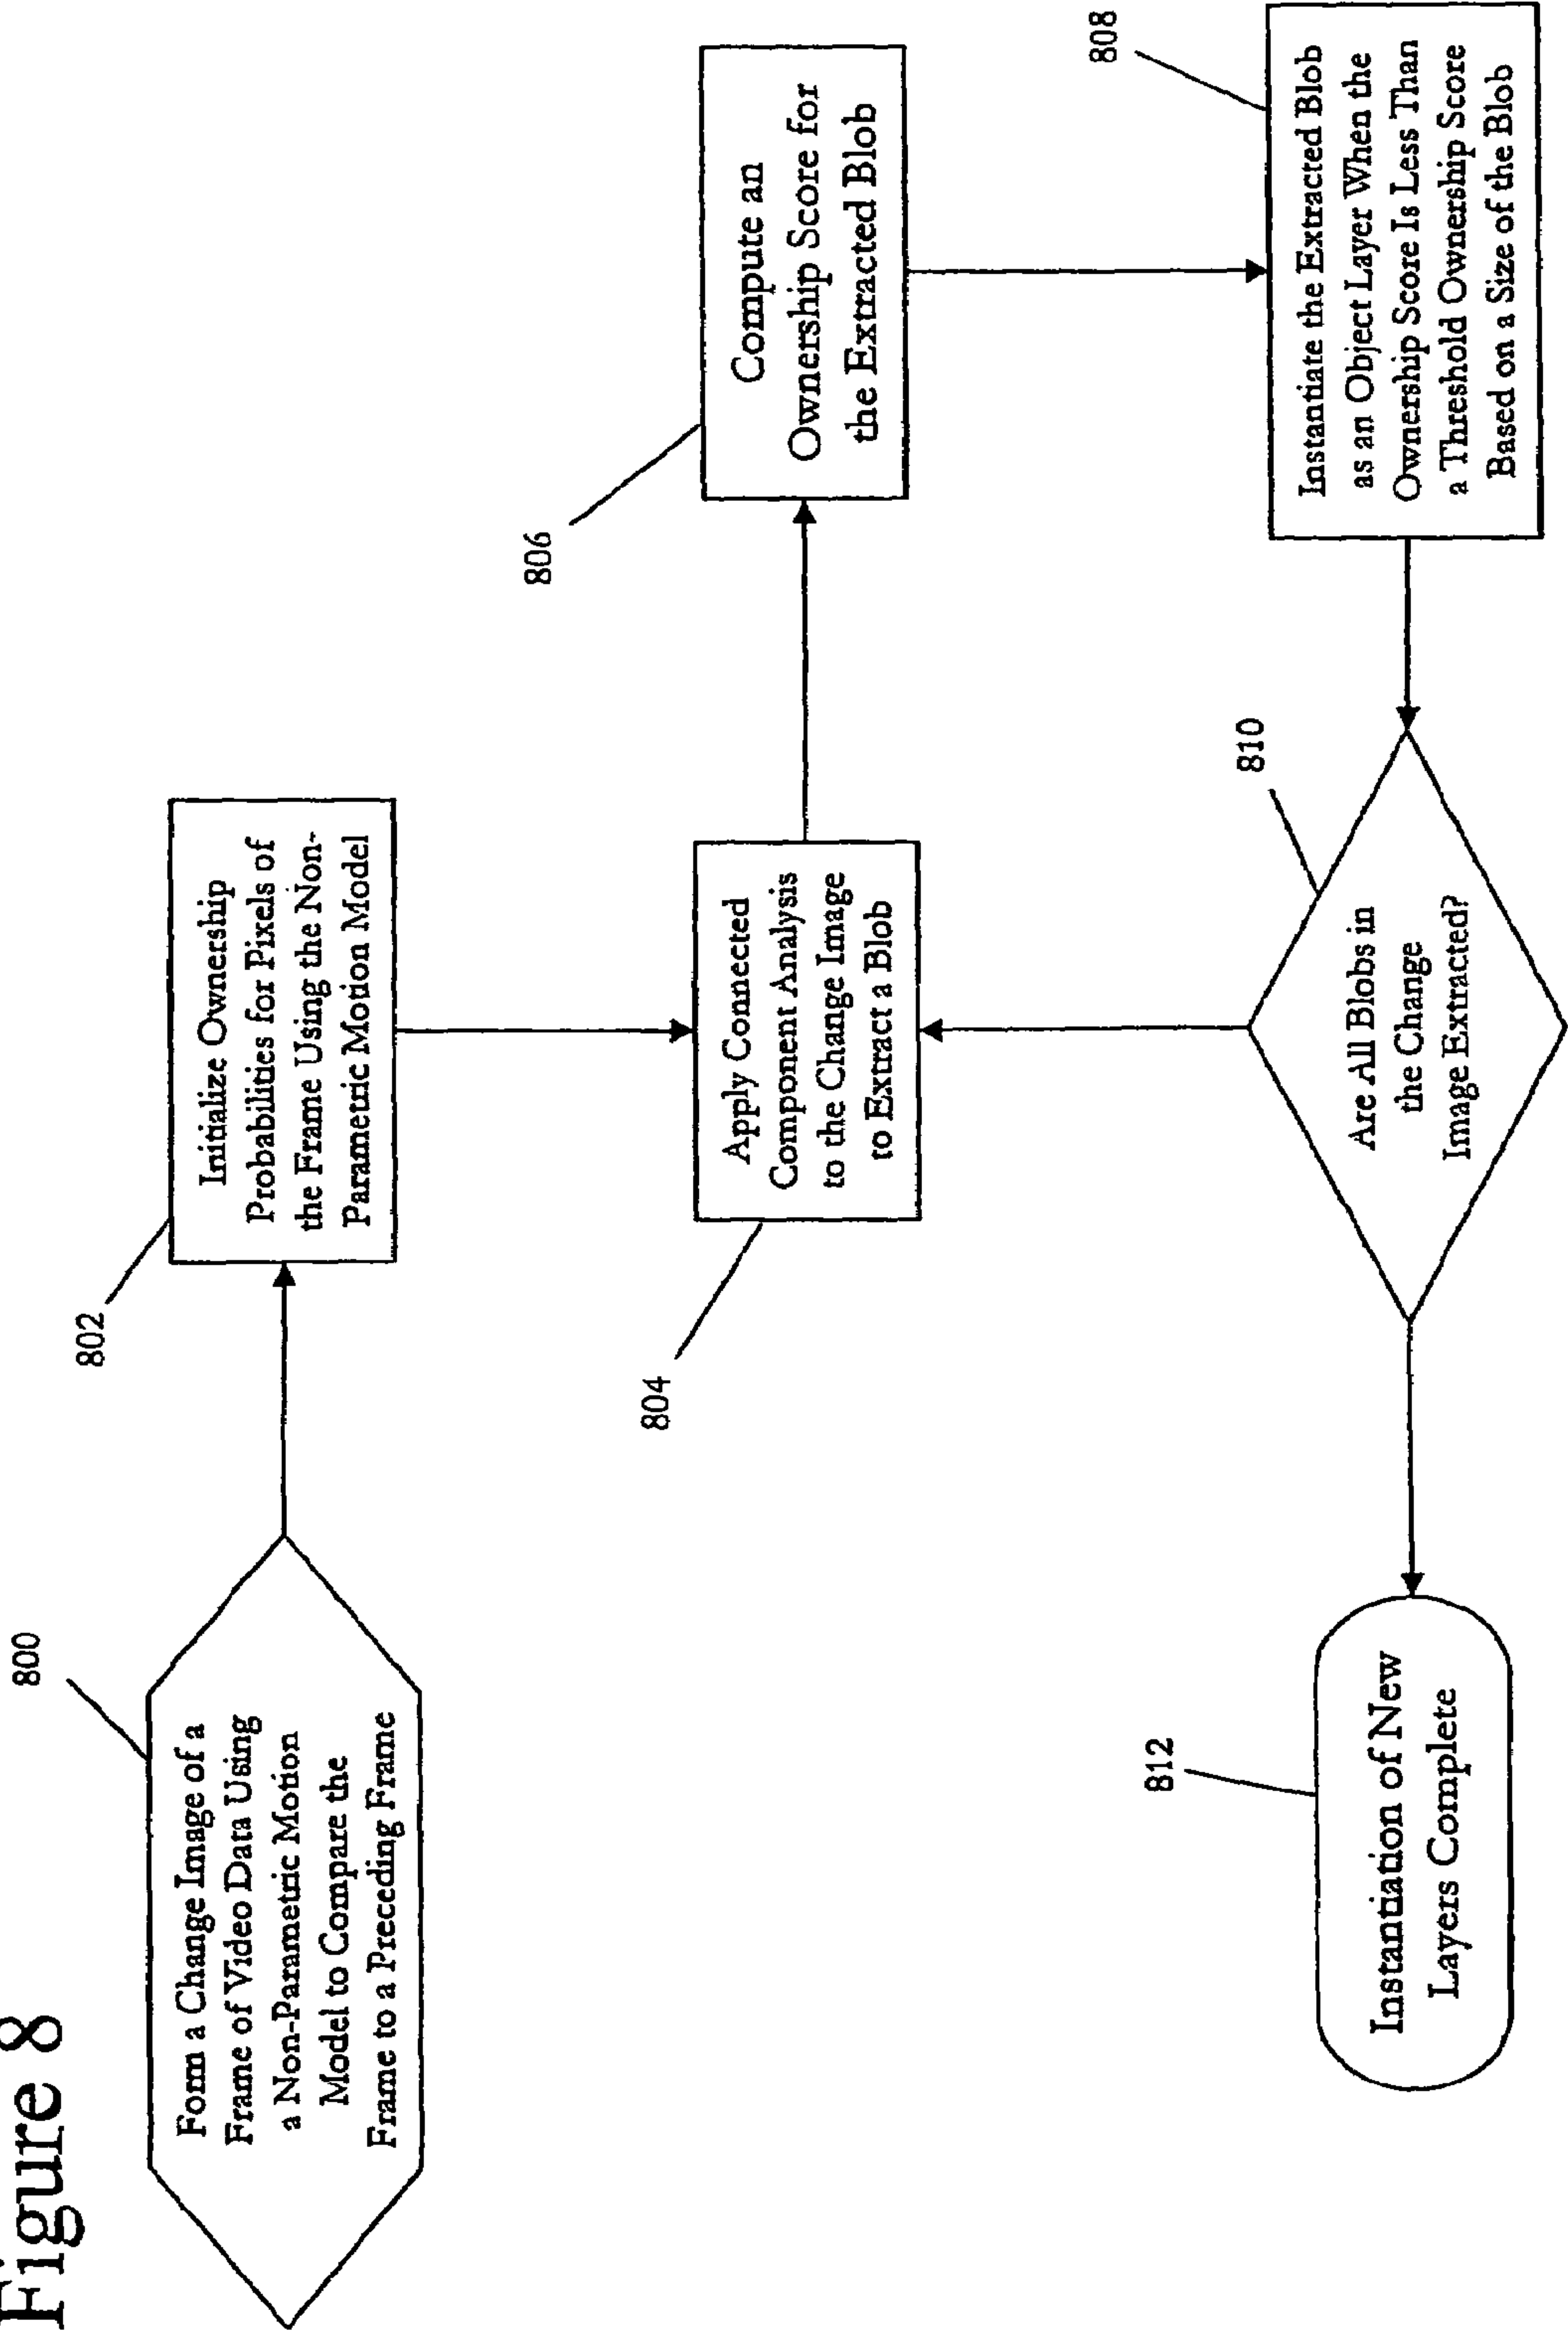 Figure 8
800
Form a Change Image of a
Frame of Video Data Using
a Non-Parametric Motion
Model to Compare the
Frame to a Preceding Frame
802
Initialize Ownership
Probabilities for Pixels of
the Frame Using the Non-
Parametric Motion Model
804
Apply Connected
Component Analysis
to the Change Image
to Extract a Blob
806
Compute an
Ownership Score for
the Extracted Blob
808
Instantiate the Extracted Blob
as an Object Layer When the
Ownership Score Is Less Than
a Threshold Ownership Score
Based on a Size of the Blob
810
Are All Blobs in
the Change
Image Extracted?
812
Instantiation of New
Layers Complete